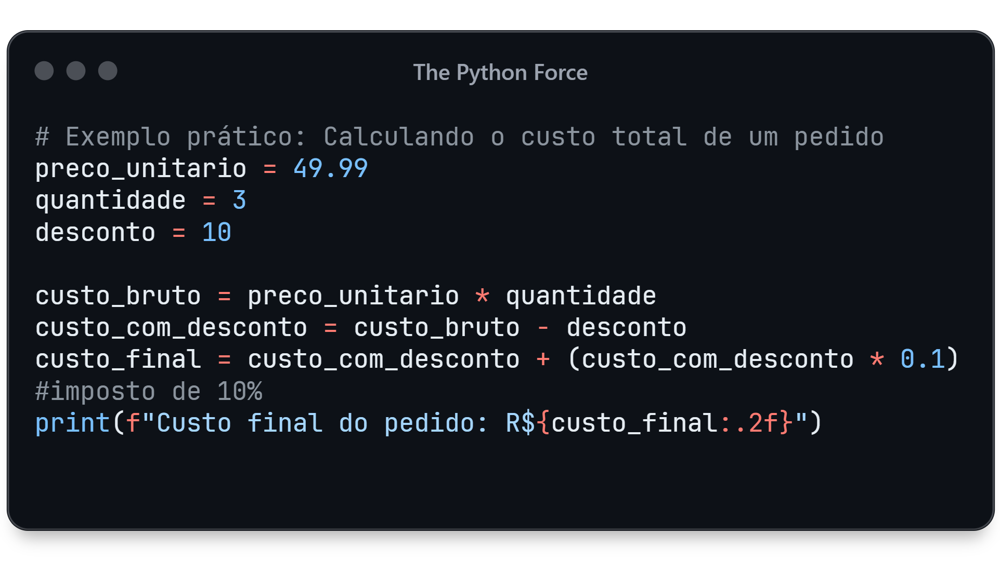 The Python Force
# Exemplo prático: Calculando o custo total de um pedido
preco_unitario = 49.99
quantidade = 3
desconto = 10
custo_bruto = preco_unitario * quantidade
custo_com_desconto = custo_bruto - desconto
custo_final = custo_com_desconto + (custo_com_desconto * 0.1)
#imposto de 10%
print(f"Custo final do pedido: R${custo_final:.2f}")